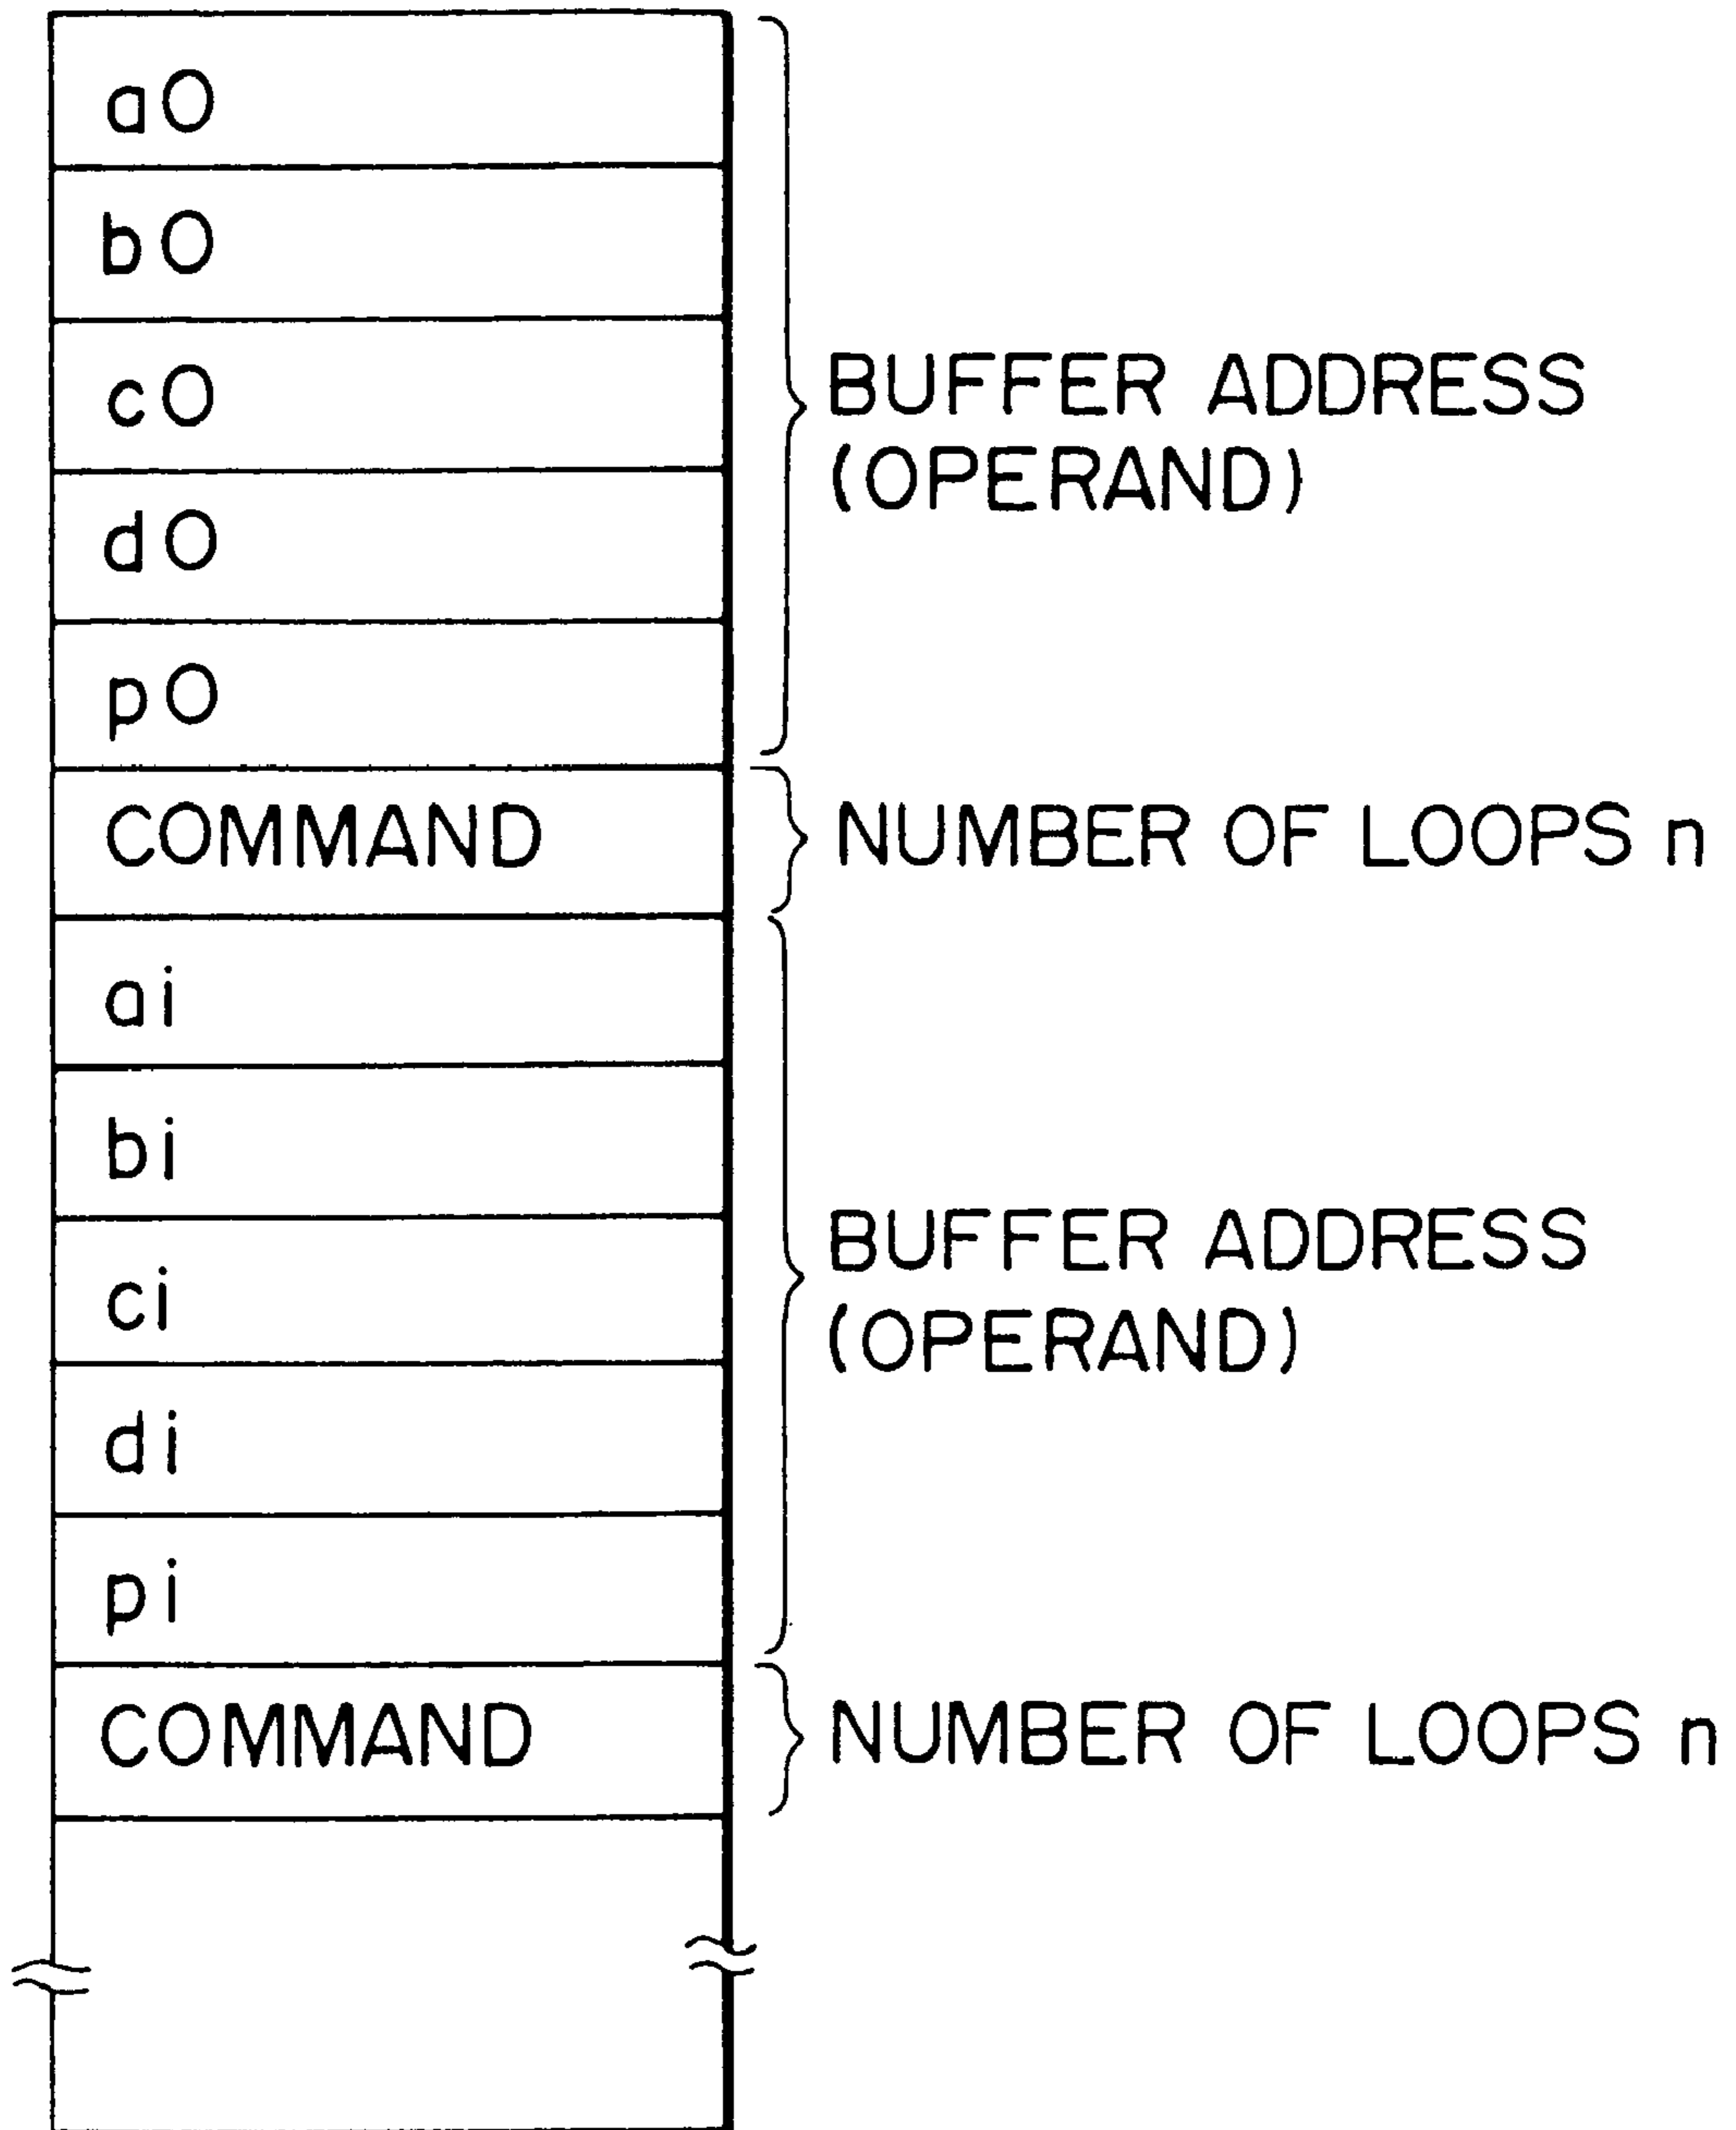 a0
b0
c0
BUFFER ADDRESS
(OPERAND)
d0
p0
COMMAND
NUMBER OF LOOPS n
ai
bi
ci
BUFFER ADDRESS
(OPERAND)
di
pi
COMMAND
NUMBER OF LOOPS n